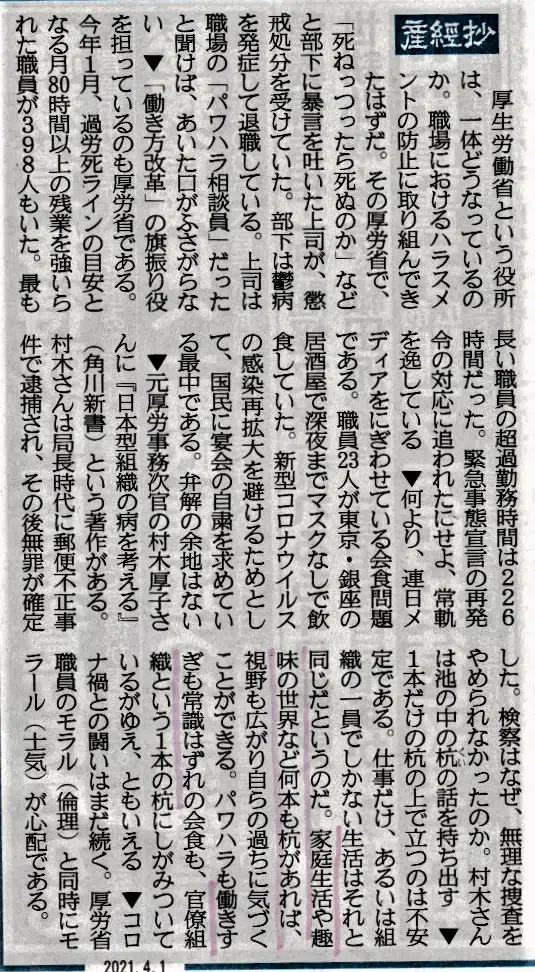 産經抄
厚生労働省という役所
は、一体どうなっているの
か。職場におけるハラスメ
ントの防止に取り組んでき
たはずだ。その厚労省で、
「死ねっつったら死ぬのか」など
と部下に暴言を吐いた上司が、懲
戒処分を受けていた。部下は鬱病
を発症して退職している。上司は
職場の「パワハラ相談員」だった
と聞けば、あいた口がふさがらな
い▼「働き方改革」の旗振り役
を担っているのも厚労省である。
今年1月、過労死ラインの目安と
なる月80時間以上の残業を強いら
れた職員が398人もいた。最も
長い職員の超過勤務時間は226
時間だった。緊急事態宣言の再発
令の対応に追われたにせよ、常軌
を逸している▼何より、連日メ
ディアをにぎわせている会食問題
である。職員23人が東京・銀座の
居酒屋で深夜までマスクなしで飲
食していた。新型コロナウイルス
の感染再拡大を避けるためとし
て、国民に宴会の自粛を求めてい
る最中である。弁解の余地はない
▼元厚労事務次官の村木厚子さ
んに『日本型組織の病を考える』
(角川新書)という著作がある。
村木さんは局長時代に郵便不正事
件で逮捕され、その後無罪が確定
した。検察はなぜ、無理な捜査を
やめられなかったのか。村木さん
は池の中の杭の話を持ち出す▼
くい
1本だけの杭の上で立つのは不安
定である。仕事だけ、あるいは組
織の一員でしかない生活はそれと
同じだというのだ。家庭生活や趣
味の世界など何本も杭があれば、
視野も広がり自らの過ちに気づく
ことができる。パワハラも働きす
ぎも常識はずれの会食も、官僚組
織という1本の杭にしがみついて
いるがゆえ、ともいえる▼コロ
ナ禍との闘いはまだ続く。厚労省
職員のモラル(倫理)と同時にモ
ラール(士気)が心配である。
2021.4.1